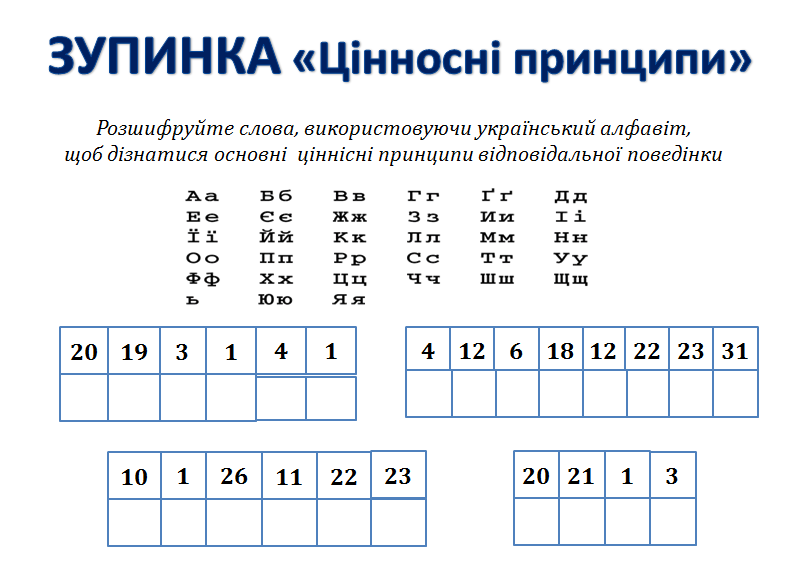 ЗУПИНКА «Ціннoсні принципи»
Розшифруйте слова, використовуючи український алфавіт,
щоб дізнатися основні ціннісні принципи відповідальної поведінки
Аа Бб Вв Гг Ґґ Дд
Ее Єє Жж Зз Ии Іі
Її Йй Кк Лл Мм Нн
Оо Пп Рр Сс Тт Уу
Фф Хх Цц Чч Шш Щщ
ь Юю Яя
20 19 3 1 4 1
4 12 6 18 12 22 23 31
10 1 26 11 22 23
20 21 1 3